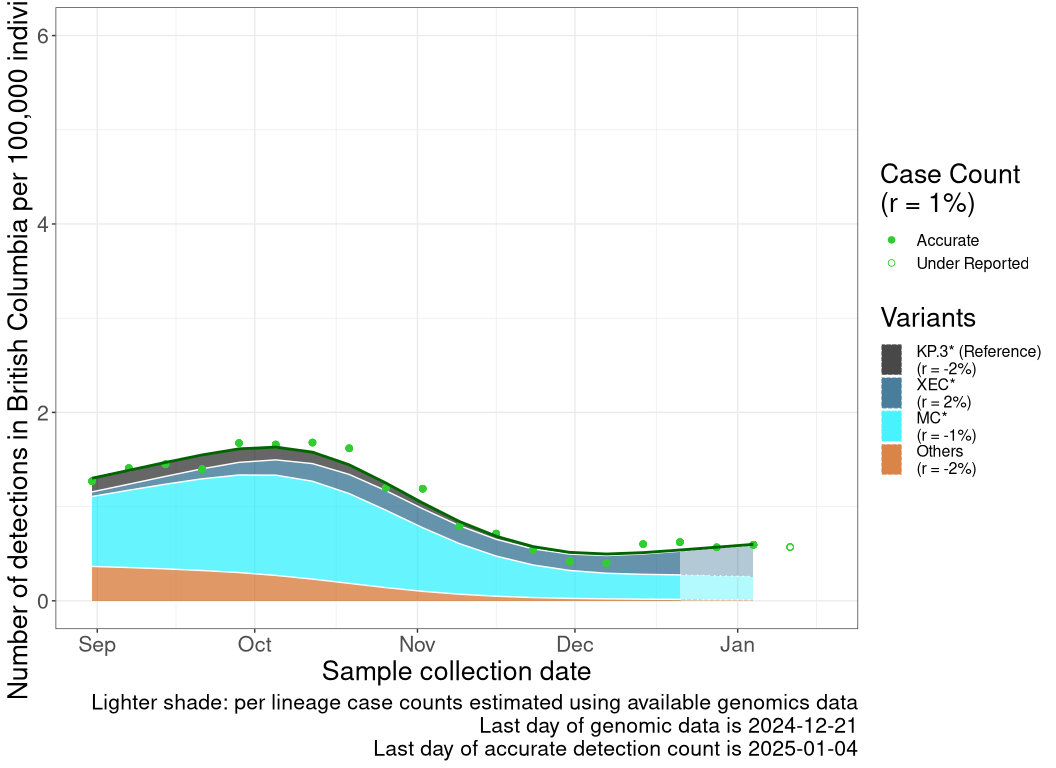 Number of detections in British Columbia per 100,000
6
4
2
0
Sep Oct Nov Dec Jan
Sample collection date
Lighter shade: per lineage case counts estimated using available genomics data
Last day of genomic data is 2024-12-21
Last day of accurate detection count is 2025-01-04
Case Count
(r = 1%)
Accurate
Under Reported
Variants
KP.3* (Reference)
(r = -2%)
XEC*
(r = 2%)
MC*
(r = -1%)
Others
(r = -2%)